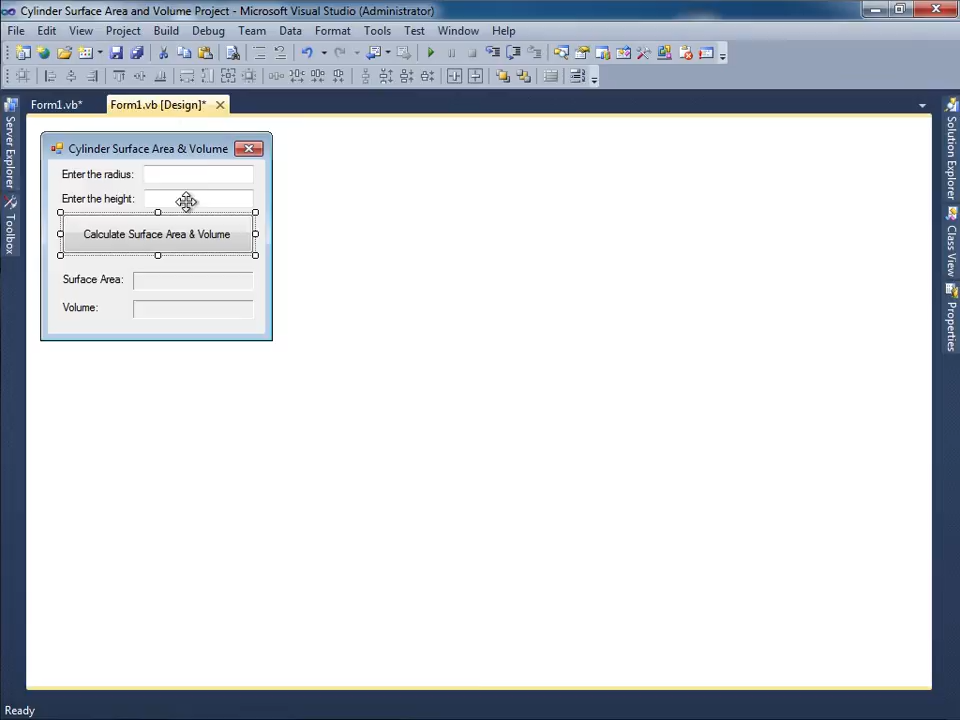 Cylinder Surface Area and Volume Project - Microsoft Visual Studio (Administrator)
File Edit View Project Build Debug Team Data Format Tools Test Window Help
Form1.vb* Form1.vb [Design]*
Server Explorer
Toolbox
Cylinder Surface Area & Volume
Enter the radius:
Enter the height:
Calculate Surface Area & Volume
Surface Area:
Volume:
Solution Explorer
Class View
Properties
Ready